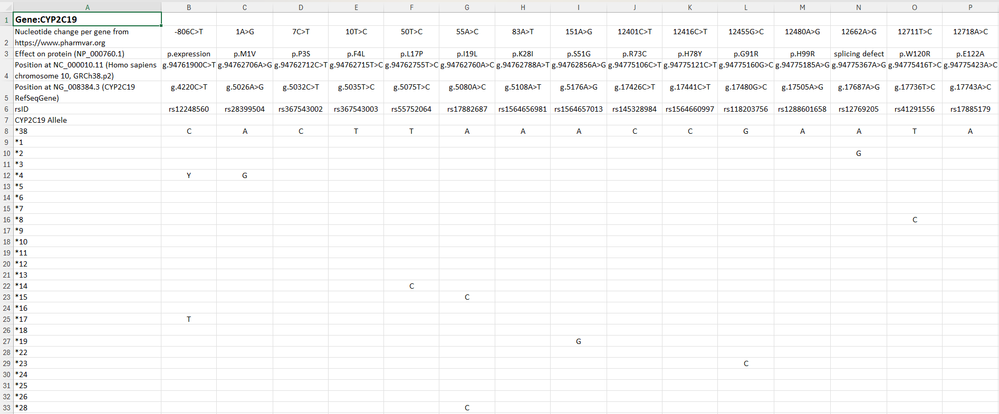 A B C D E F G H I J K L M N O P
1 Gene:CYP2C19
Nucleotide change per gene from
2 https://www.pharmvar.org -806C>T 1A>G 7C>T 10T>C 50T>C 55A>C 83A>T 151A>G 12401C>T 12416C>T 12455G>C 12480A>G 12662A>G 12711T>C 12718A>C
3 Effect on protein (NP_000760.1) p.expression p.M1V p.P3S p.F4L p.L17P p.I19L p.K28I p.S51G p.R73C p.H78Y p.G91R p.H99R splicing defect p.W120R p.E122A
Position at NC_000010.11 (Homo sapiens g.94761900C>T g.94762706A>G g.94762712C>T g.94762715T>C g.94762755T>C g.94762760A>C g.94762788A>T g.94762856A>G g.94775106C>T g.94775121C>T g.94775160G>C g.94775185A>G g.94775367A>G g.94775416T>C g.94775423A>C
4 chromosome 10, GRCh38.p2)
Position at NG_008384.3 (CYP2C19 g.4220C>T g.5026A>G g.5032C>T g.5035T>C g.5075T>C g.5080A>C g.5108A>T g.5176A>G g.17426C>T g.17441C>T g.17480G>C g.17505A>G g.17687A>G g.17736T>C g.17743A>C
5 RefSeqGene)
6 rsID rs12248560 rs28399504 rs367543002 rs367543003 rs55752064 rs17882687 rs1564656981 rs1564657013 rs145328984 rs1564660997 rs118203756 rs1288601658 rs12769205 rs41291556 rs17885179
7 CYP2C19 Allele
8 *38 C A C T T A A A C C G A A T A
9 *1
10 *2 G
11 *3
12 *4 Y G
13 *5
14 *6
15 *7
16 *8 C
17 *9
18 *10
19 *11
20 *12
21 *13
22 *14 C
23 *15 C
24 *16
25 *17 T
26 *18
27 *19 G
28 *22
29 *23 C
30 *24
31 *25
32 *26
33 *28 C